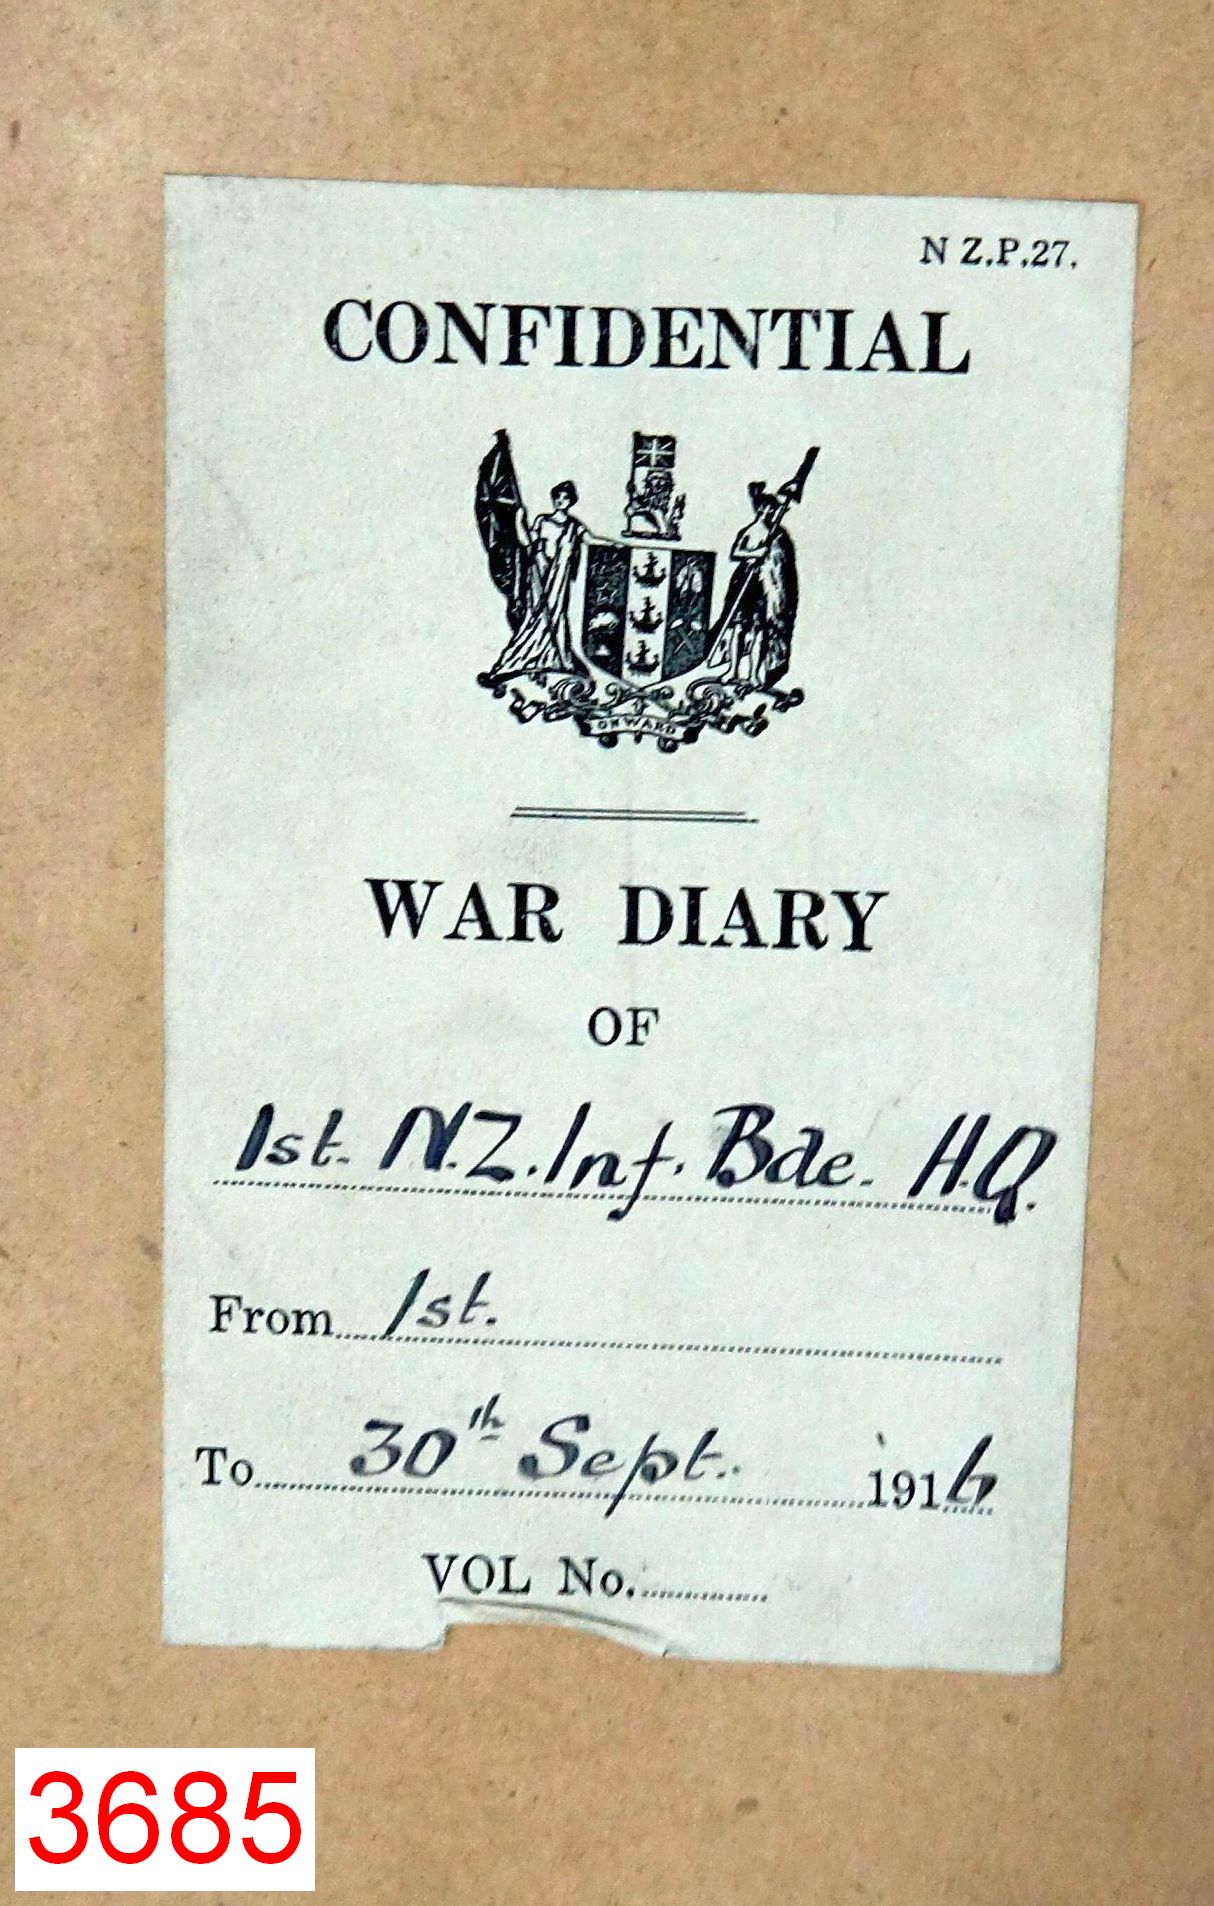 N Z.P.27.
CONFIDENTIAL
ONWARD
WAR DIARY
OF
1st. N.Z. Inf. Bde. H.Q.
From 1st.
To 30th Sept. 1916
VOL No.
3685